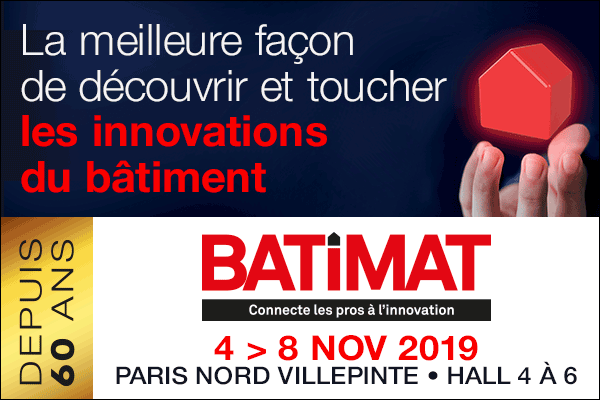 La meilleure façon
de découvrir et toucher
les innovations
du bâtiment
DEPUIS
60 ANS
BATiMAT
Connecte les pros à l'innovation
4 > 8 NOV 2019
PARIS NORD VILLEPINTE • HALL 4 À 6